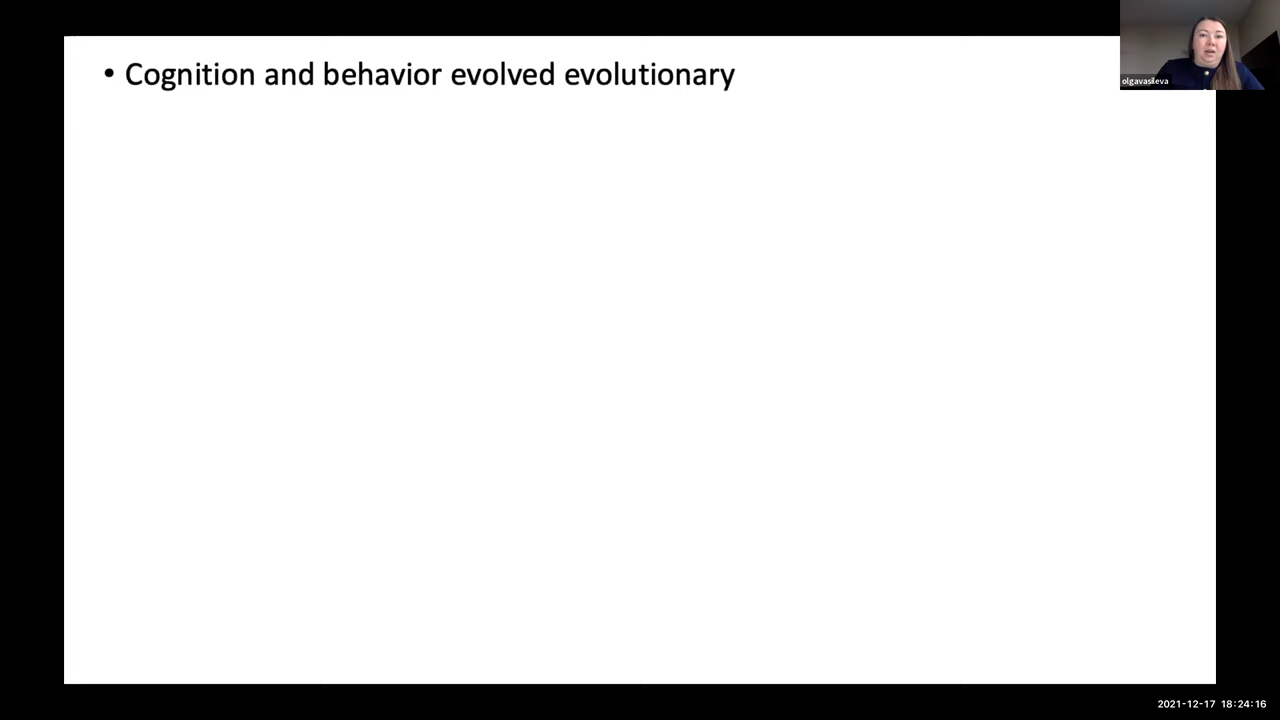 • Cognition and behavior evolved evolutionary
olgavasileva
2021-12-17 18:24:16